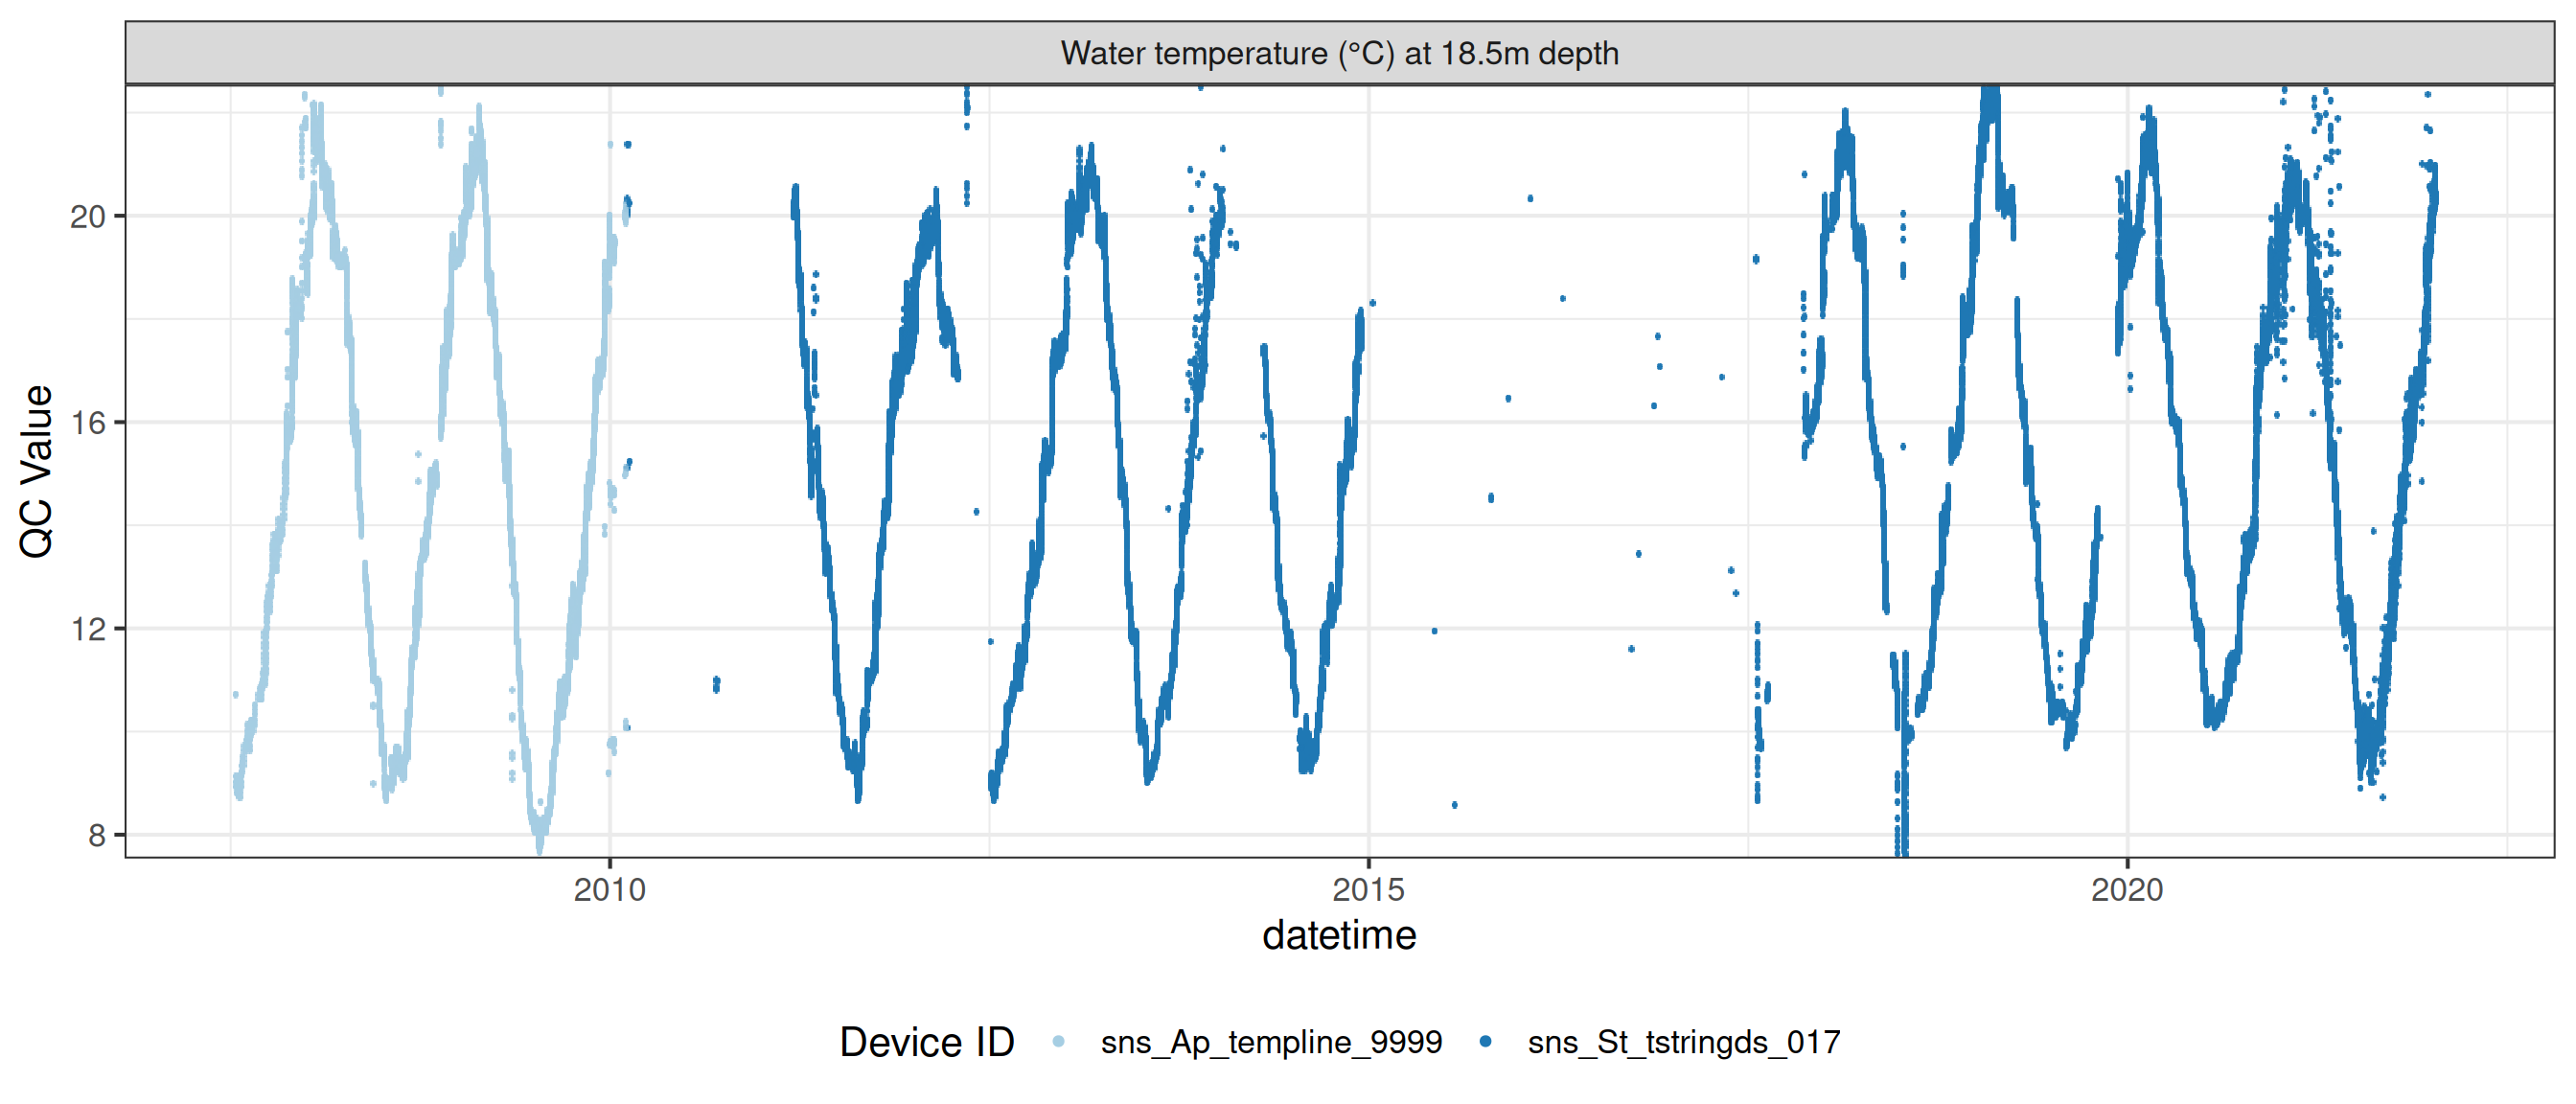 Water temperature (°C) at 18.5m depth
20
16
12
8
QC Value
2010 2015 2020
datetime
Device ID sns_Ap_templine_9999 sns_St_tstringds_017